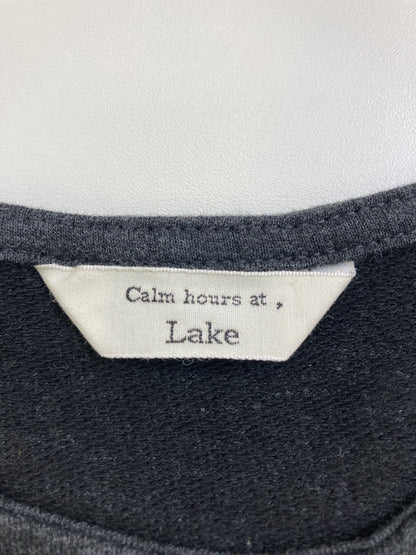 Calm hours at ,
Lake